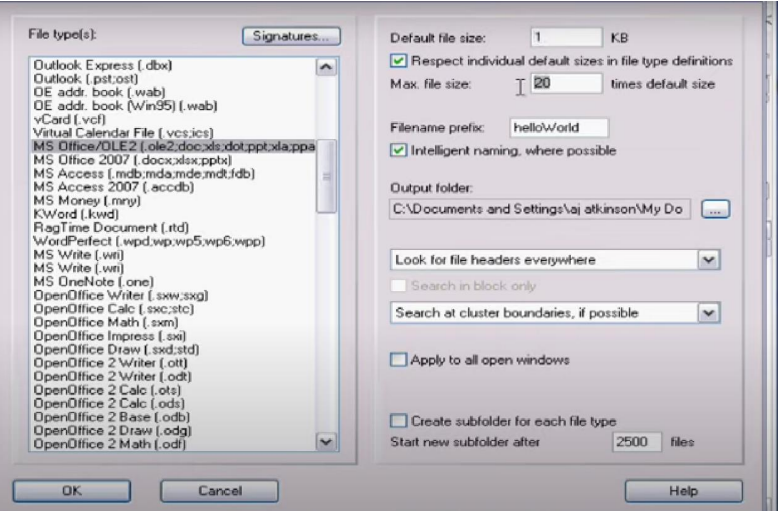 File type(s):
Signatures...
Outlook Express (.dbx)
Outlook (.pst;ost)
OE addr. book (.wab)
OE addr. book (Win95) (.wab)
vCard (.vcf)
Virtual Calendar File (.vcs;ics)
MS Office/OLE2 (.ole2;doc;xls;dot;ppt;xla;ppa
MS Office 2007 (.docx;xlsx;pptx)
MS Access (.mdb;mda;mde;mdt;fdb)
MS Access 2007 (.accdb)
MS Money (.mny)
KWord (.kwd)
RagTime Document (.rtd)
WordPerfect (.wpd;wp;wp5;wp6;wpp)
MS Write (.wri)
MS Write (.wri)
MS OneNote (.one)
OpenOffice Writer (.sxw;sxg)
OpenOffice Calc (.sxc;stc)
OpenOffice Math (.sxm)
OpenOffice Impress (.sxi)
OpenOffice Draw (.sxd;std)
OpenOffice 2 Writer (.ott)
OpenOffice 2 Writer (.odt)
OpenOffice 2 Calc (.ots)
OpenOffice 2 Calc (.ods)
OpenOffice 2 Base (.odb)
OpenOffice 2 Draw (.odg)
OpenOffice 2 Math (.odf)
Default file size: 1 KB
Respect individual default sizes in file type definitions
Max. file size: 20 times default size
Filename prefix: helloWorld
Intelligent naming, where possible
Output folder:
C:\Documents and Settings\aj atkinson\My Do ...
Look for file headers everywhere
Search in block only
Search at cluster boundaries, if possible
Apply to all open windows
Create subfolder for each file type
Start new subfolder after 2500 files
OK Cancel Help